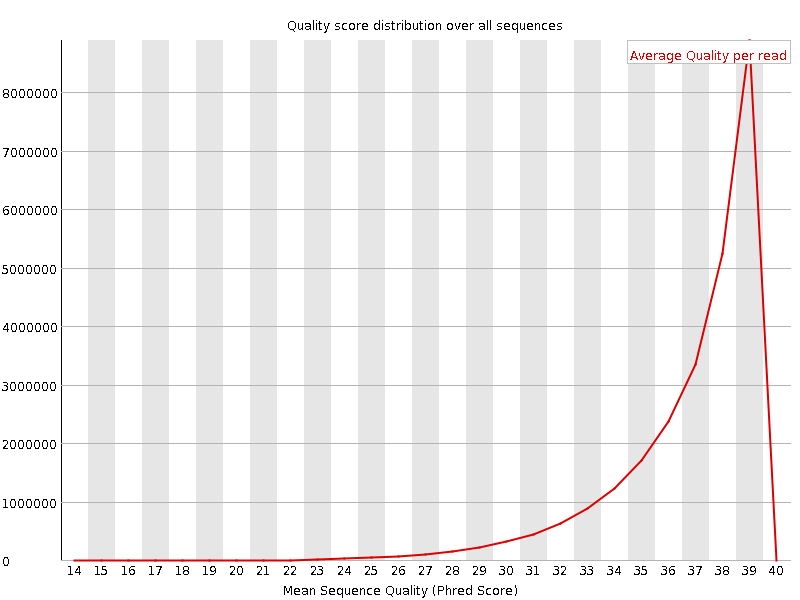 Quality score distribution over all sequences
Average Quality per read
8000000
7000000
6000000
5000000
4000000
3000000
2000000
1000000
0
14 15 16 17 18 19 20 21 22 23 24 25 26 27 28 29 30 31 32 33 34 35 36 37 38 39 40
Mean Sequence Quality (Phred Score)